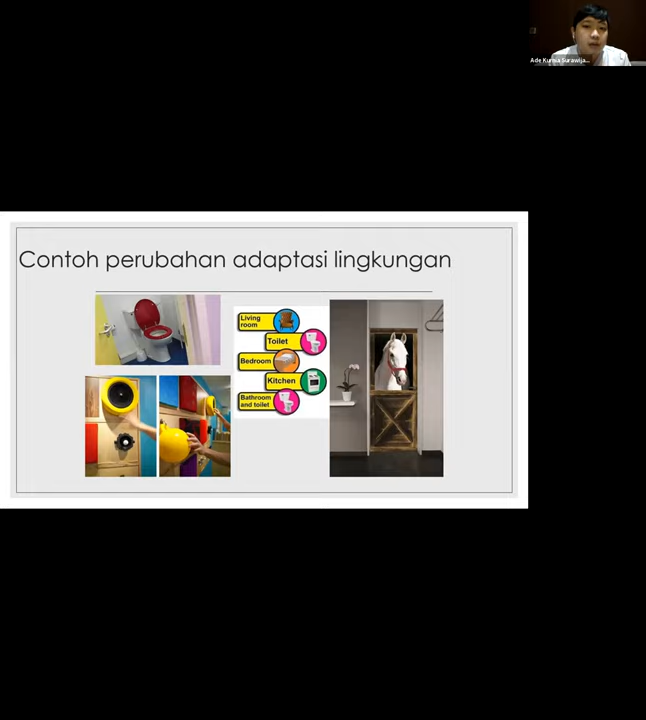 Ade Kurnia Surawija...
Contoh perubahan adaptasi lingkungan
Living
room
Toilet
Bedroom
Kitchen
Bathroom
and toilet